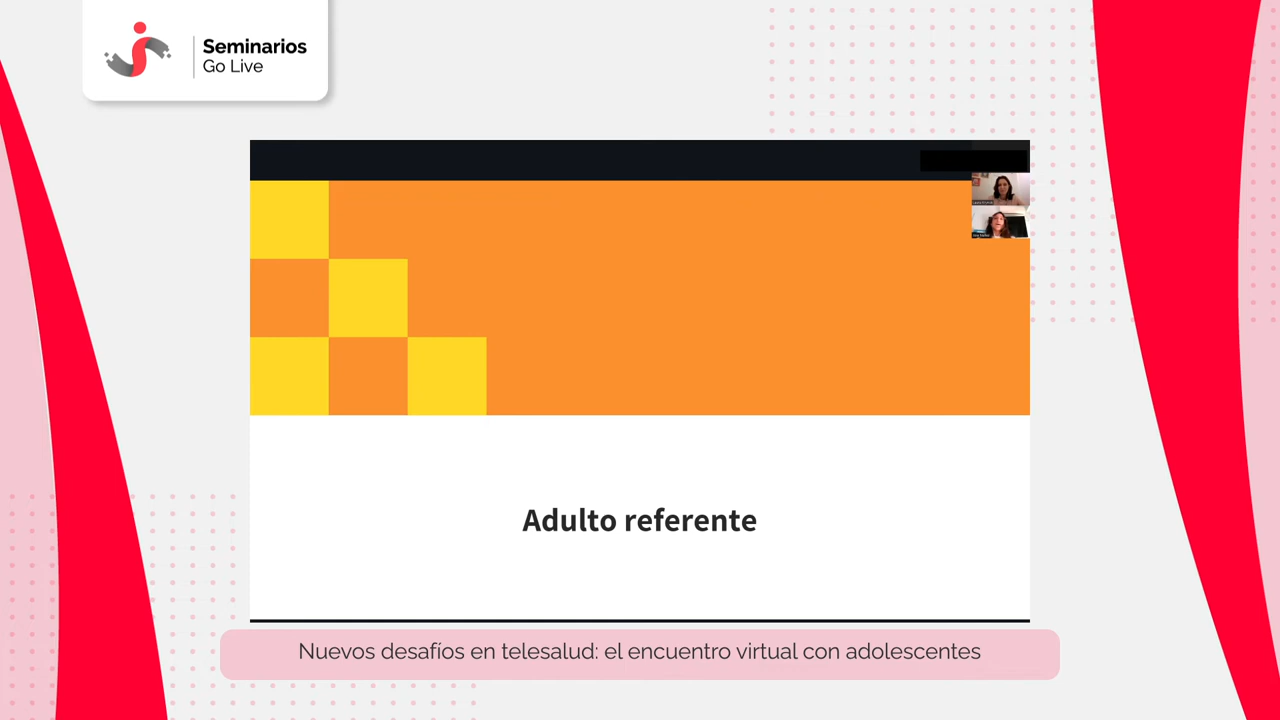 Seminarios
Go Live
Adulto referente
Nuevos desafíos en telesalud: el encuentro virtual con adolescentes